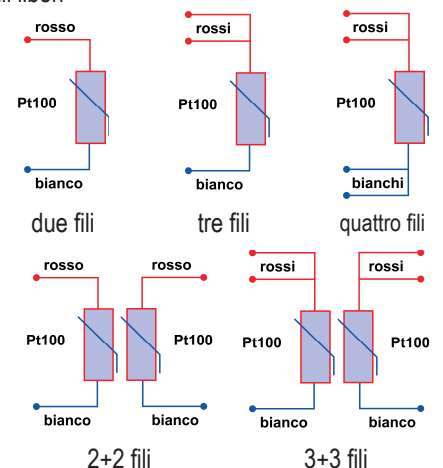 rosso
Pt100
bianco
due fili
rossi
Pt100
bianco
tre fili
rossi
Pt100
bianchi
quattro fili
rosso rosso
Pt100 Pt100
bianco bianco
2+2 fili
rossi rossi
Pt100 Pt100
bianco bianco
3+3 fili